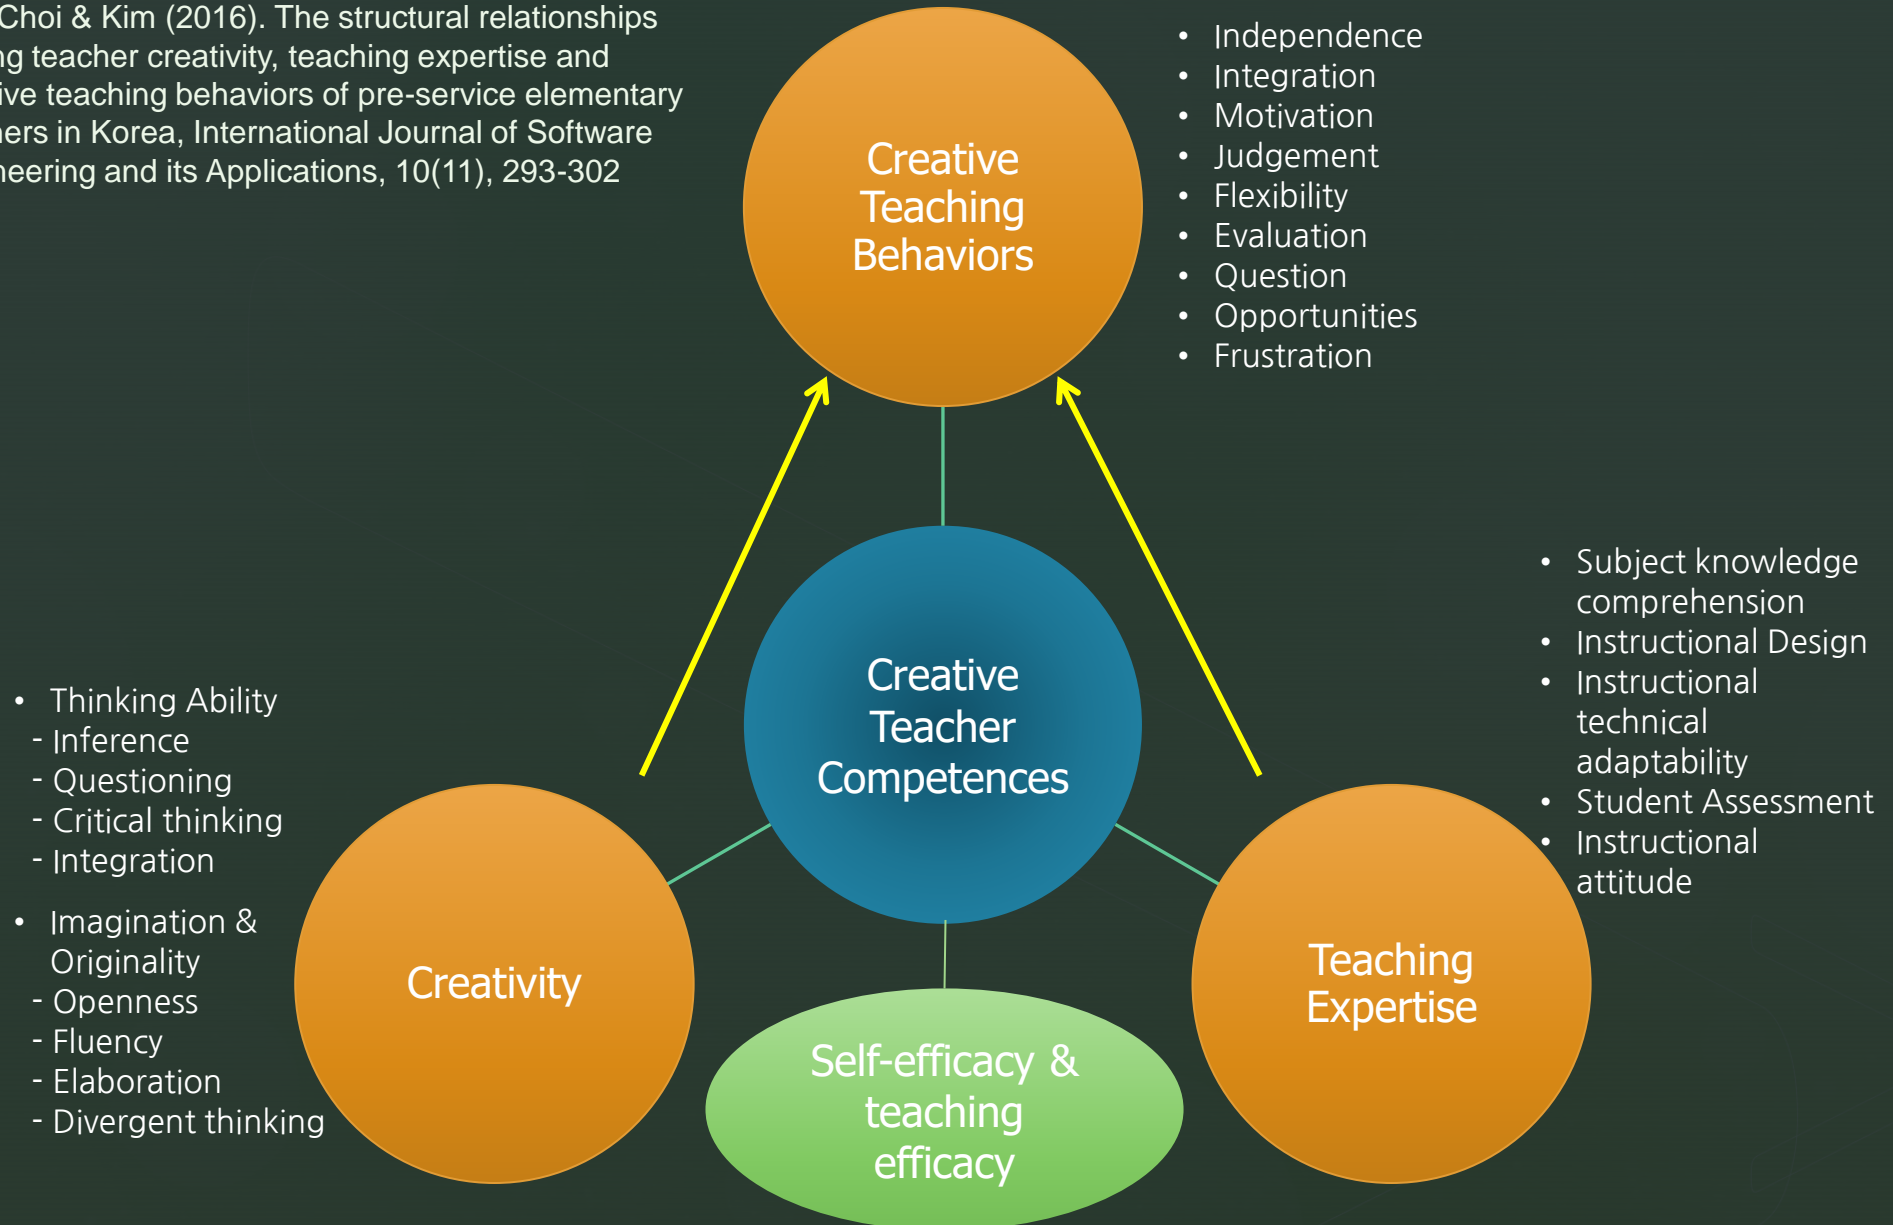 Choi & Kim (2016). The structural relationships
teacher creativity, teaching expertise and
teaching behaviors of pre-service elementary
in Korea, International Journal of Software
and its Applications, 10(11), 293-302
Creative
Teaching
Behaviors
• Independence
• Integration
• Motivation
• Judgement
• Flexibility
• Evaluation
• Question
• Opportunities
• Frustration
Creative
Teacher
Competences
• Subject knowledge
comprehension
• Instructional Design
• Instructional
technical
adaptability
• Student Assessment
• Instructional
attitude
• Thinking Ability
- Inference
- Questioning
- Critical thinking
- Integration
• Imagination &
Originality
- Openness
- Fluency
- Elaboration
- Divergent thinking
Creativity
Teaching
Expertise
Self-efficacy &
teaching
efficacy